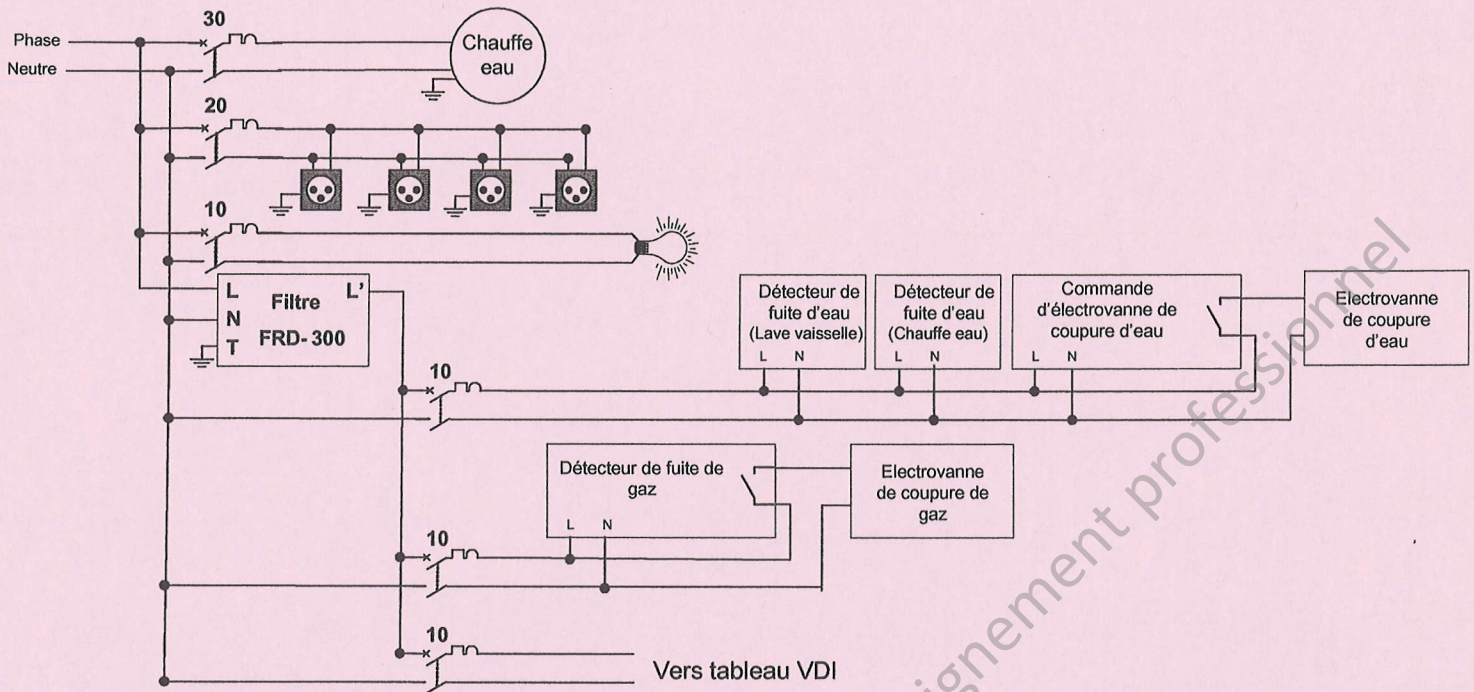 30
Phase
Neutre
Chauffe
eau
20
10
L
N
T
Filtre
FRD-300
L'
10
Détecteur de
fuite d'eau
(Lave vaisselle)
L N
Détecteur de
fuite d'eau
(Chauffe eau)
L N
Commande
d'électrovanne de
coupure d'eau
L N
Electrovanne
de coupure
d'eau
Détecteur de fuite de
gaz
L N
Electrovanne
de coupure de
gaz
10
10
Vers tableau VDI
ignement professionnel